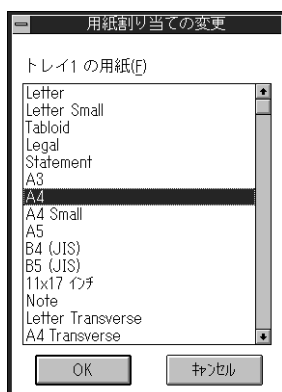 用紙割り当ての変更
トレイ1 の用紙(F)
Letter
Letter Small
Tabloid
Legal
Statement
A3
A4
A4 Small
A5
B4 (JIS)
B5 (JIS)
11x17 インチ
Note
Letter Transverse
A4 Transverse
OK
キャンセル